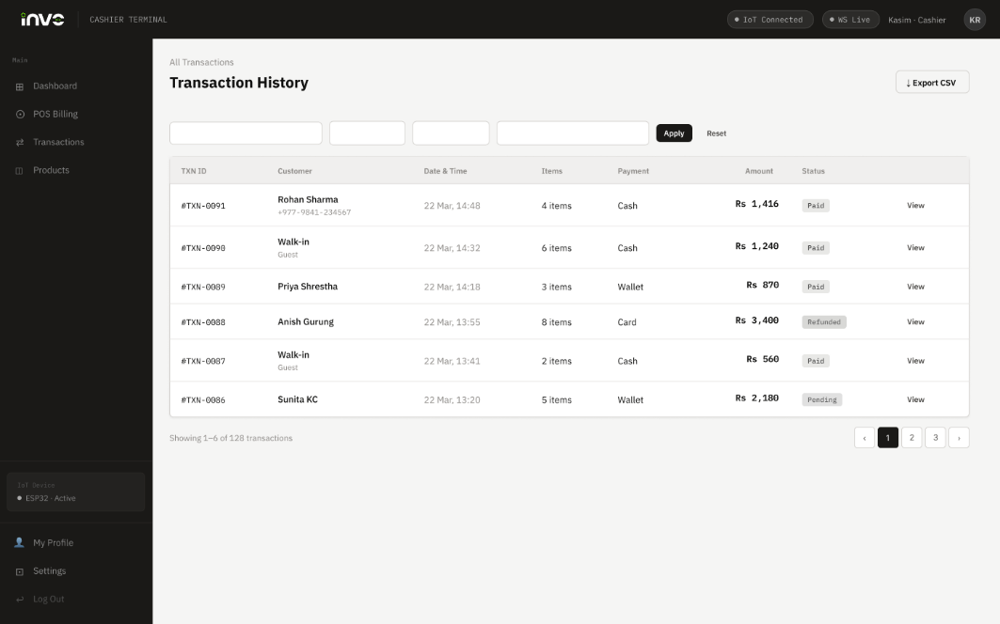 invo
CASHIER TERMINAL
IoT Connected
WS Live
Kasim · Cashier
KR
Main
Dashboard
POS Billing
Transactions
Products
IoT Device
ESP32 · Active
My Profile
Settings
Log Out
All Transactions
Transaction History
↓ Export CSV
Apply
Reset
TXN ID Customer Date & Time Items Payment Amount Status
#TXN-0091 Rohan Sharma 22 Mar, 14:48 4 items Cash Rs 1,416 Paid View
+977-9841-234567
#TXN-0090 Walk-in 22 Mar, 14:32 6 items Cash Rs 1,240 Paid View
Guest
#TXN-0089 Priya Shrestha 22 Mar, 14:18 3 items Wallet Rs 870 Paid View
#TXN-0088 Anish Gurung 22 Mar, 13:55 8 items Card Rs 3,400 Refunded View
#TXN-0087 Walk-in 22 Mar, 13:41 2 items Cash Rs 560 Paid View
Guest
#TXN-0086 Sunita KC 22 Mar, 13:20 5 items Wallet Rs 2,180 Pending View
Showing 1–6 of 128 transactions
‹ 1 2 3 ›